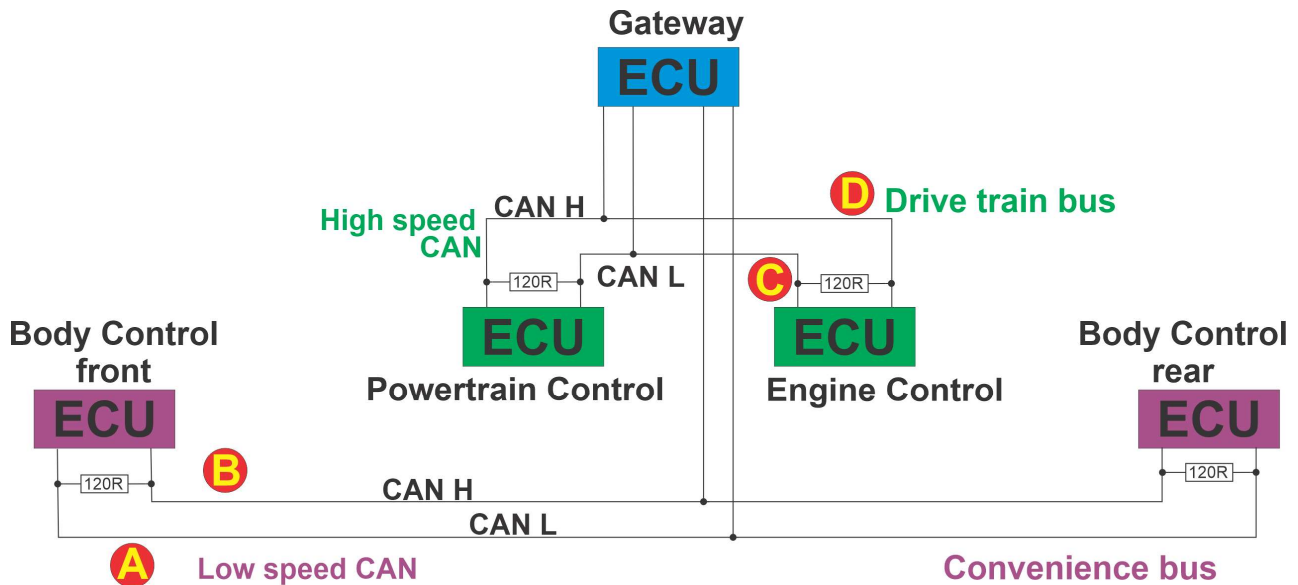 Gateway
ECU
D
Drive train bus
CAN H
High speed
CAN
CAN L
C
120R
120R
ECU
ECU
Powertrain Control
Engine Control
Body Control
front
ECU
Body Control
rear
ECU
B
120R
120R
CAN H
CAN L
A
Low speed CAN
Convenience bus